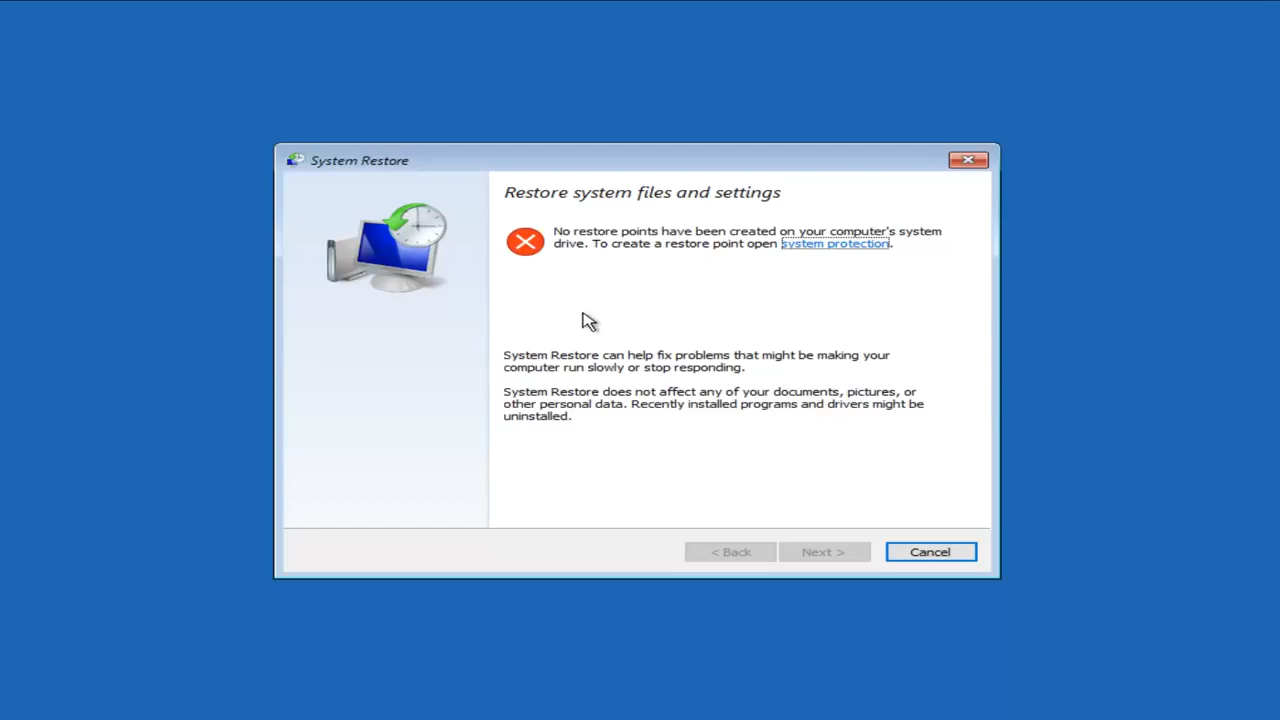 System Restore
Restore system files and settings
No restore points have been created on your computer's system
drive. To create a restore point open system protection.
System Restore can help fix problems that might be making your
computer run slowly or stop responding.
System Restore does not affect any of your documents, pictures, or
other personal data. Recently installed programs and drivers might be
uninstalled.
< Back Next > Cancel